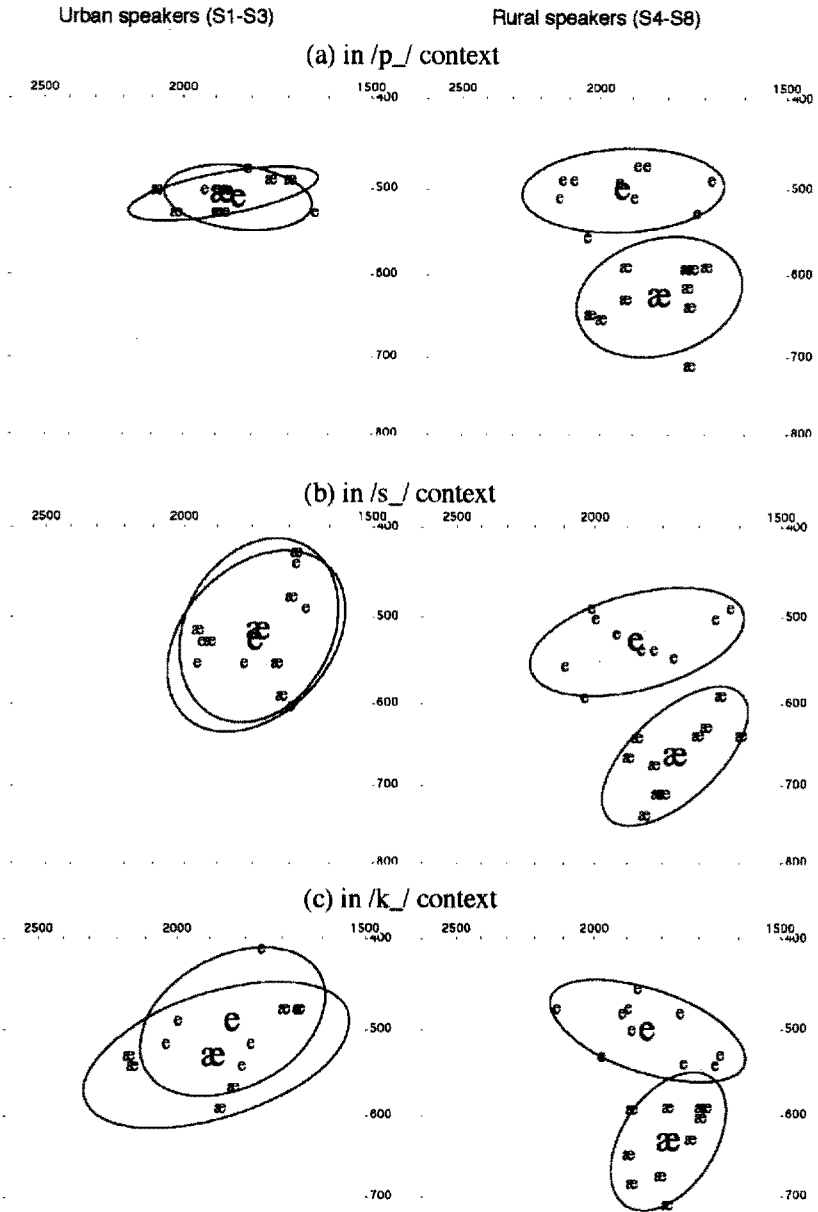 Urban speakers (S1-S3) Rural speakers (S4-S8)
(a) in /p_/ context
2500 2000 1500 2500 2000 1500
400 400
e e e
æ e æ æ e e e e
æ e æ æ e 500 e e e 500
æ æ e e e
e
600 æ æ æ æ 600
æ æ æ
æ æ æ
700 700
æ
800 800
(b) in /s_/ context
2500 2000 1500 2500 2000 1500
400 400
æ
e
æ e e e
æ æ 500 e e 500
e æ e e e
e e æ e e e
æ e
e 600 æ 600
æ æ æ æ
æ æ æ
700 æ æ 700
æ
800 800
(c) in /k_/ context
2500 2000 1500 2500 2000 1500
400 400
e
æ æ e
e e e e e e
e e 500 e e 500
æ æ e e e
æ e e
æ
æ 600 æ æ æ æ 600
æ
æ æ æ
æ æ
700 æ 700